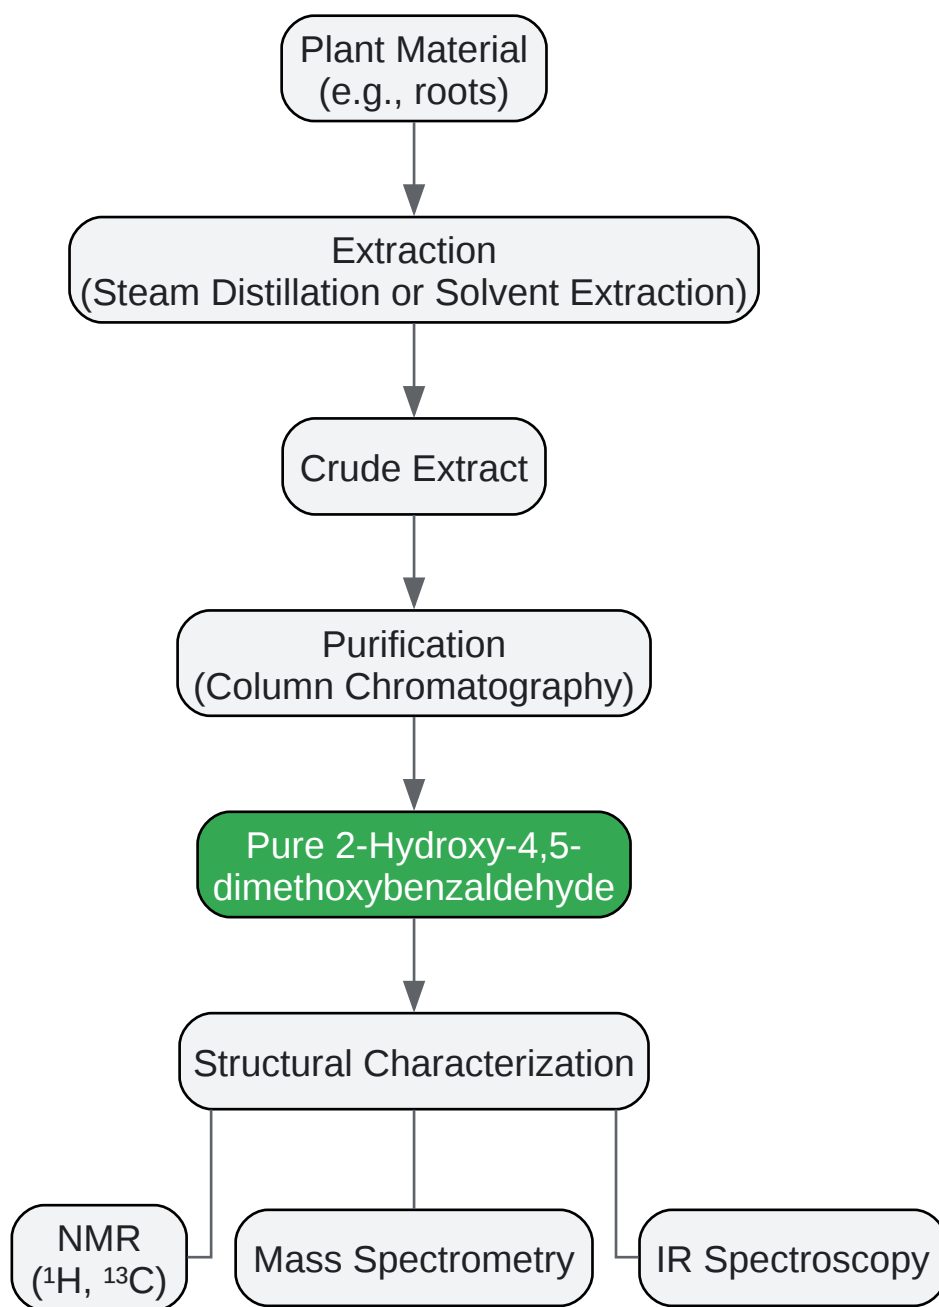 Plant Material
(e.g., roots)
Extraction
(Steam Distillation or Solvent Extraction)
Crude Extract
Purification
(Column Chromatography)
Pure 2-Hydroxy-4,5-
dimethoxybenzaldehyde
Structural Characterization
NMR
(¹H, ¹³C)
Mass Spectrometry
IR Spectroscopy